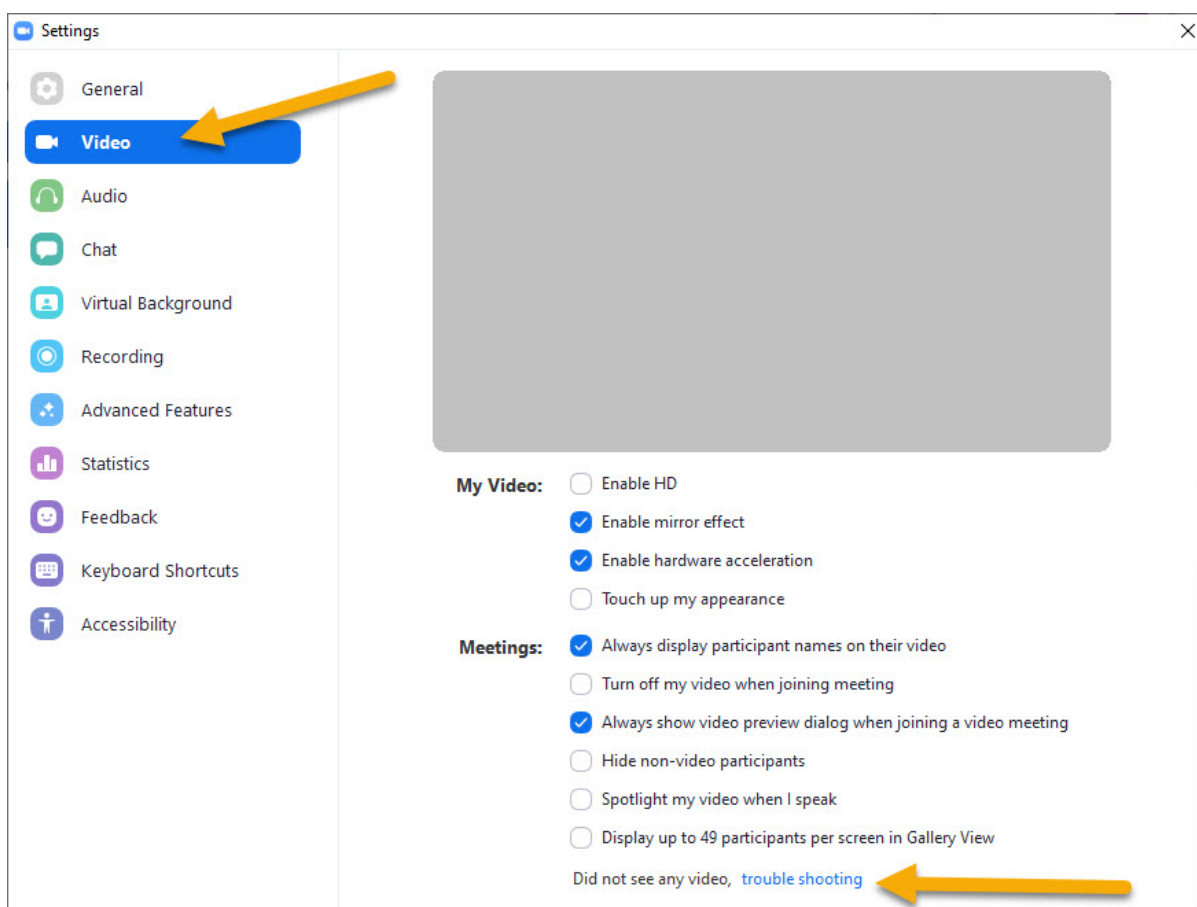 Settings
General
Video
Audio
Chat
Virtual Background
Recording
Advanced Features
Statistics
Feedback
Keyboard Shortcuts
Accessibility
My Video: Enable HD
Enable mirror effect
Enable hardware acceleration
Touch up my appearance
Meetings: Always display participant names on their video
Turn off my video when joining meeting
Always show video preview dialog when joining a video meeting
Hide non-video participants
Spotlight my video when I speak
Display up to 49 participants per screen in Gallery View
Did not see any video, trouble shooting